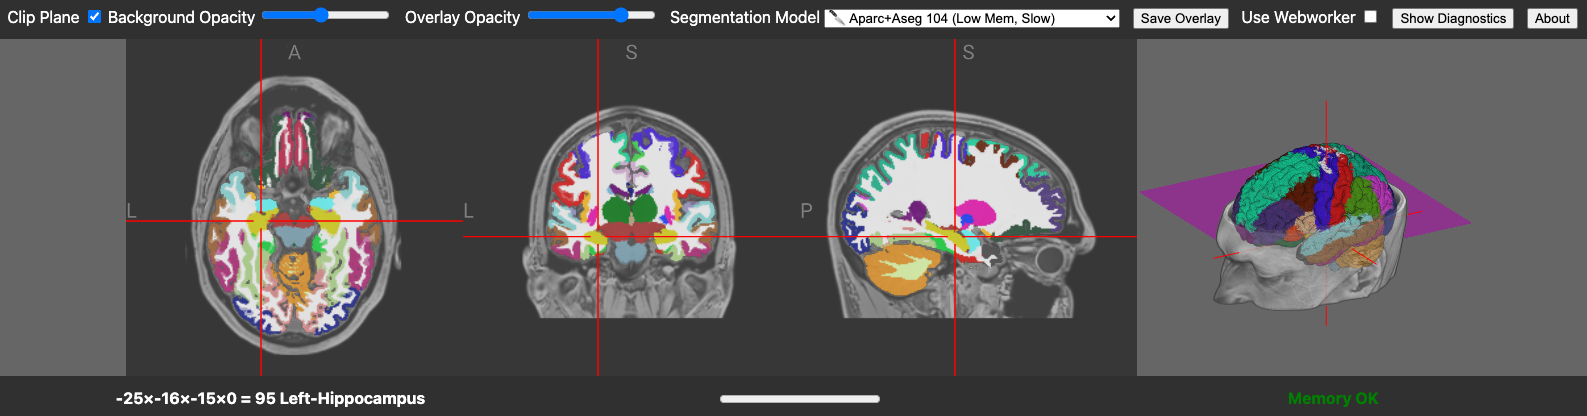 Clip Plane Background Opacity Overlay Opacity Segmentation Model 🔪 Aparc+Aseg 104 (Low Mem, Slow) Save Overlay Use Webworker Show Diagnostics About
A S S
L L P
-25×-16×-15×0 = 95 Left-Hippocampus Memory OK